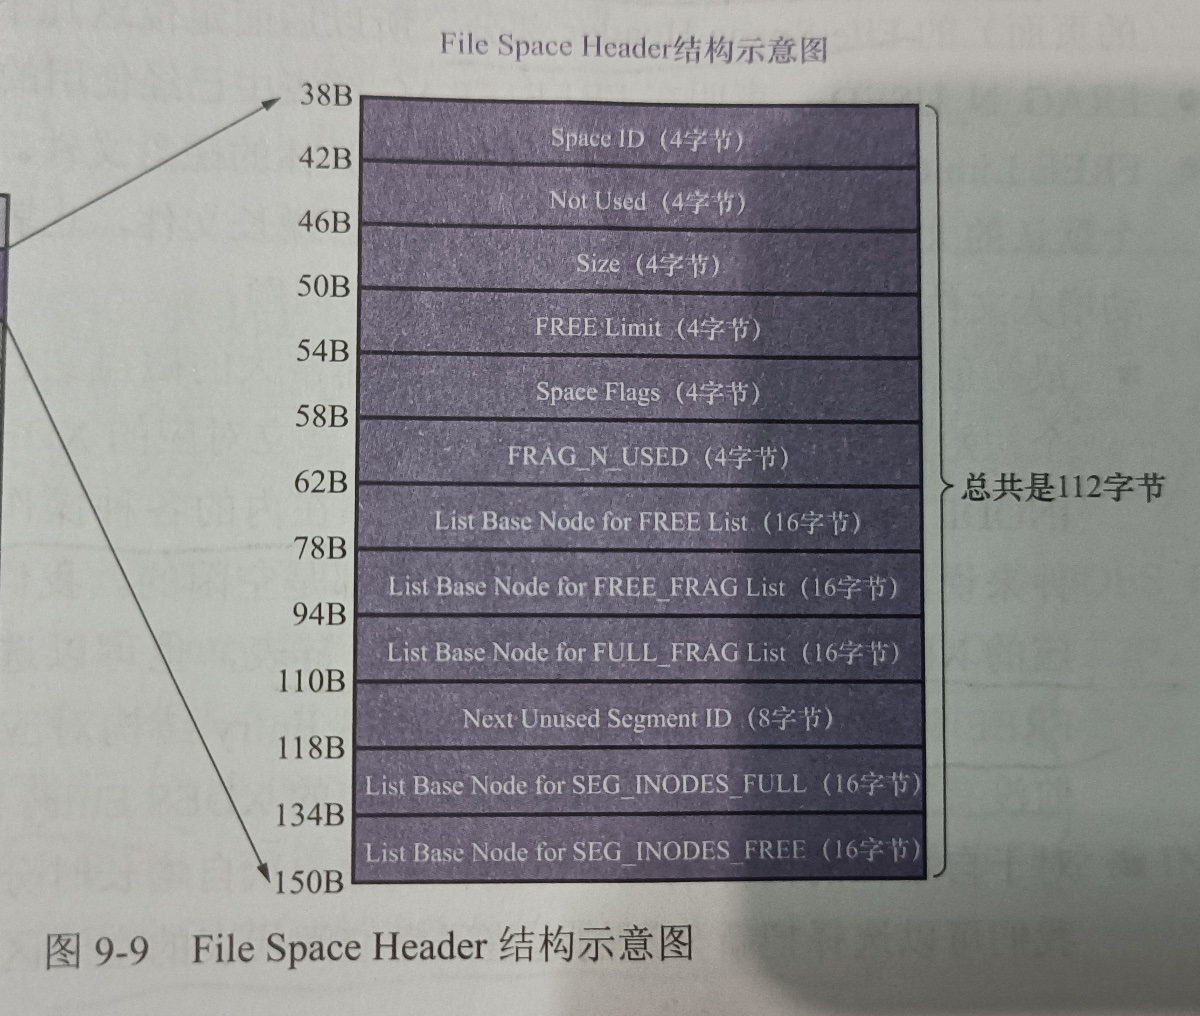 File Space Header结构示意图
38B
Space ID（4字节）
42B
Not Used（4字节）
46B
Size（4字节）
50B
FREE Limit（4字节）
54B
Space Flags（4字节）
58B
FRAG_N_USED（4字节）
62B
总共是112字节
List Base Node for FREE List（16字节）
78B
List Base Node for FREE_FRAG List（16字节）
94B
List Base Node for FULL_FRAG List（16字节）
110B
Next Unused Segment ID（8字节）
118B
List Base Node for SEG_INODES_FULL（16字节）
134B
List Base Node for SEG_INODES_FREE（16字节）
150B
图 9-9 File Space Header 结构示意图